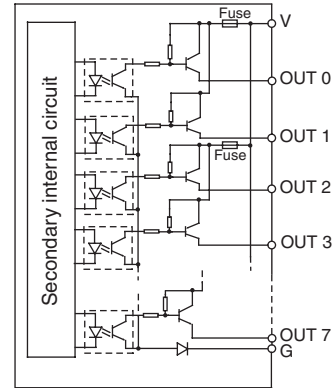 Fuse
V
OUT 0
OUT 1
Fuse
OUT 2
OUT 3
OUT 7
G
Secondary internal circuit